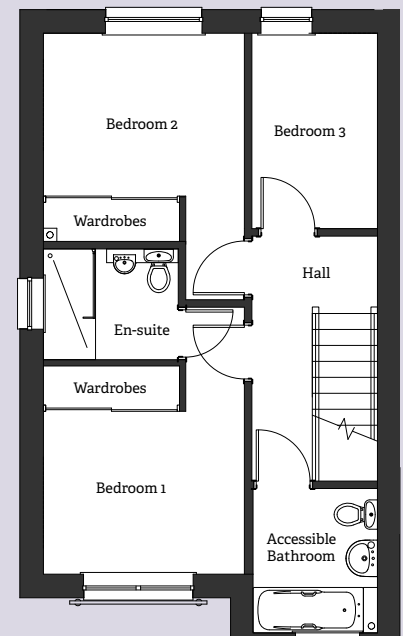 Bedroom 2
Bedroom 3
Wardrobes
Hall
En-suite
Wardrobes
Bedroom 1
Accessible
Bathroom